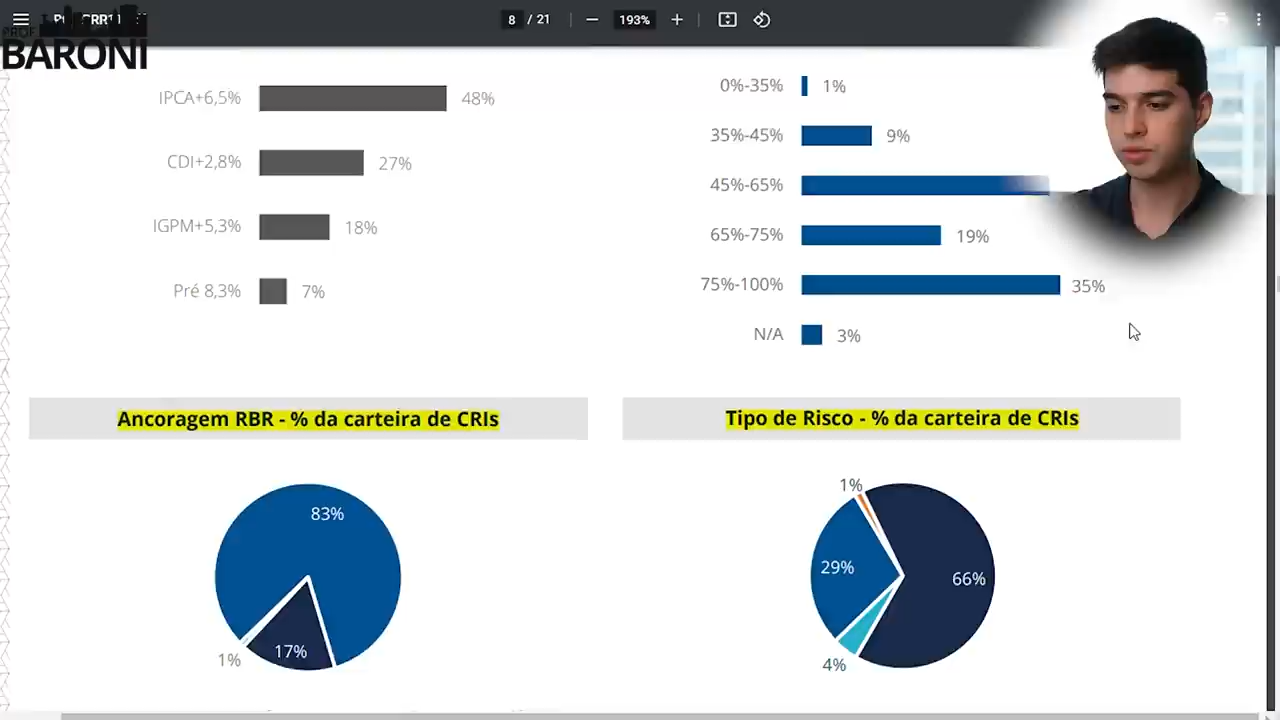 PROF
BARONI
8 / 21
193%
IPCA+6,5%
48%
CDI+2,8%
27%
IGPM+5,3%
18%
Pré 8,3%
7%
0%-35%
1%
35%-45%
9%
45%-65%
65%-75%
19%
75%-100%
35%
N/A
3%
Ancoragem RBR - % da carteira de CRIs
83%
17%
1%
Tipo de Risco - % da carteira de CRIs
1%
29%
66%
4%